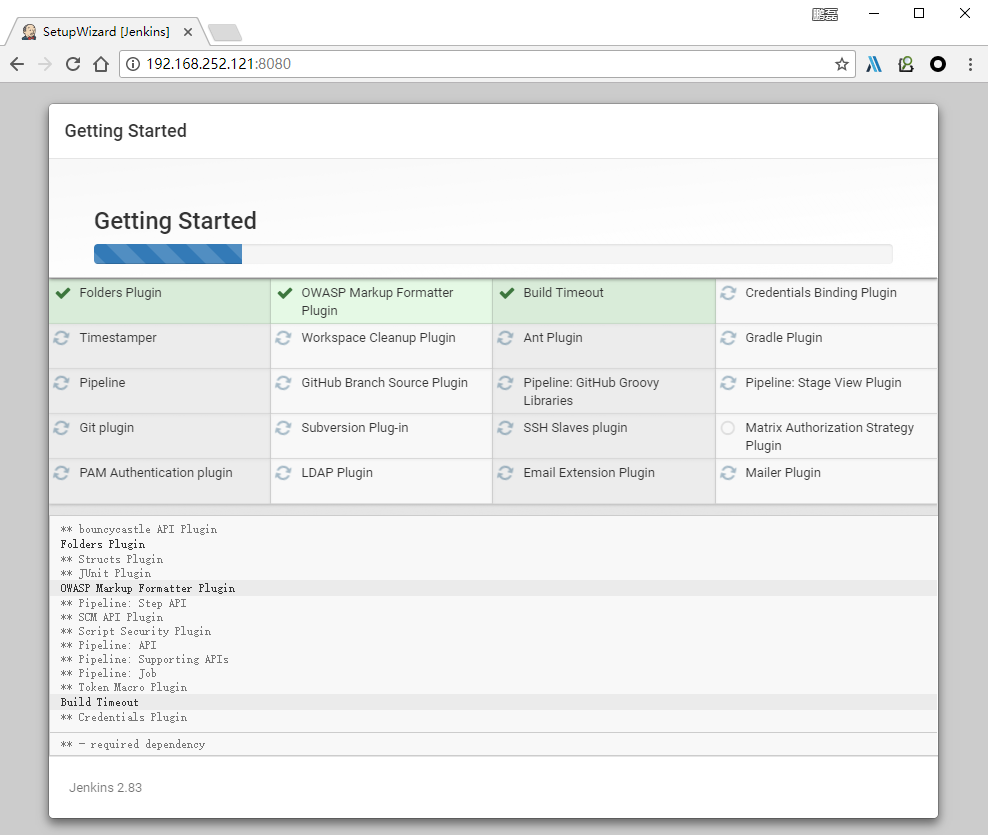 鹏磊
SetupWizard [Jenkins]
192.168.252.121:8080
Getting Started
Getting Started
Folders Plugin
OWASP Markup Formatter
Plugin
Build Timeout
Credentials Binding Plugin
Timestamper
Workspace Cleanup Plugin
Ant Plugin
Gradle Plugin
Pipeline
GitHub Branch Source Plugin
Pipeline: GitHub Groovy
Libraries
Pipeline: Stage View Plugin
Git plugin
Subversion Plug-in
SSH Slaves plugin
Matrix Authorization Strategy
Plugin
PAM Authentication plugin
LDAP Plugin
Email Extension Plugin
Mailer Plugin
** bouncycastle API Plugin
Folders Plugin
** Structs Plugin
** JUnit Plugin
OWASP Markup Formatter Plugin
** Pipeline: Step API
** SCM API Plugin
** Script Security Plugin
** Pipeline: API
** Pipeline: Supporting APIs
** Pipeline: Job
** Token Macro Plugin
Build Timeout
** Credentials Plugin
** - required dependency
Jenkins 2.83